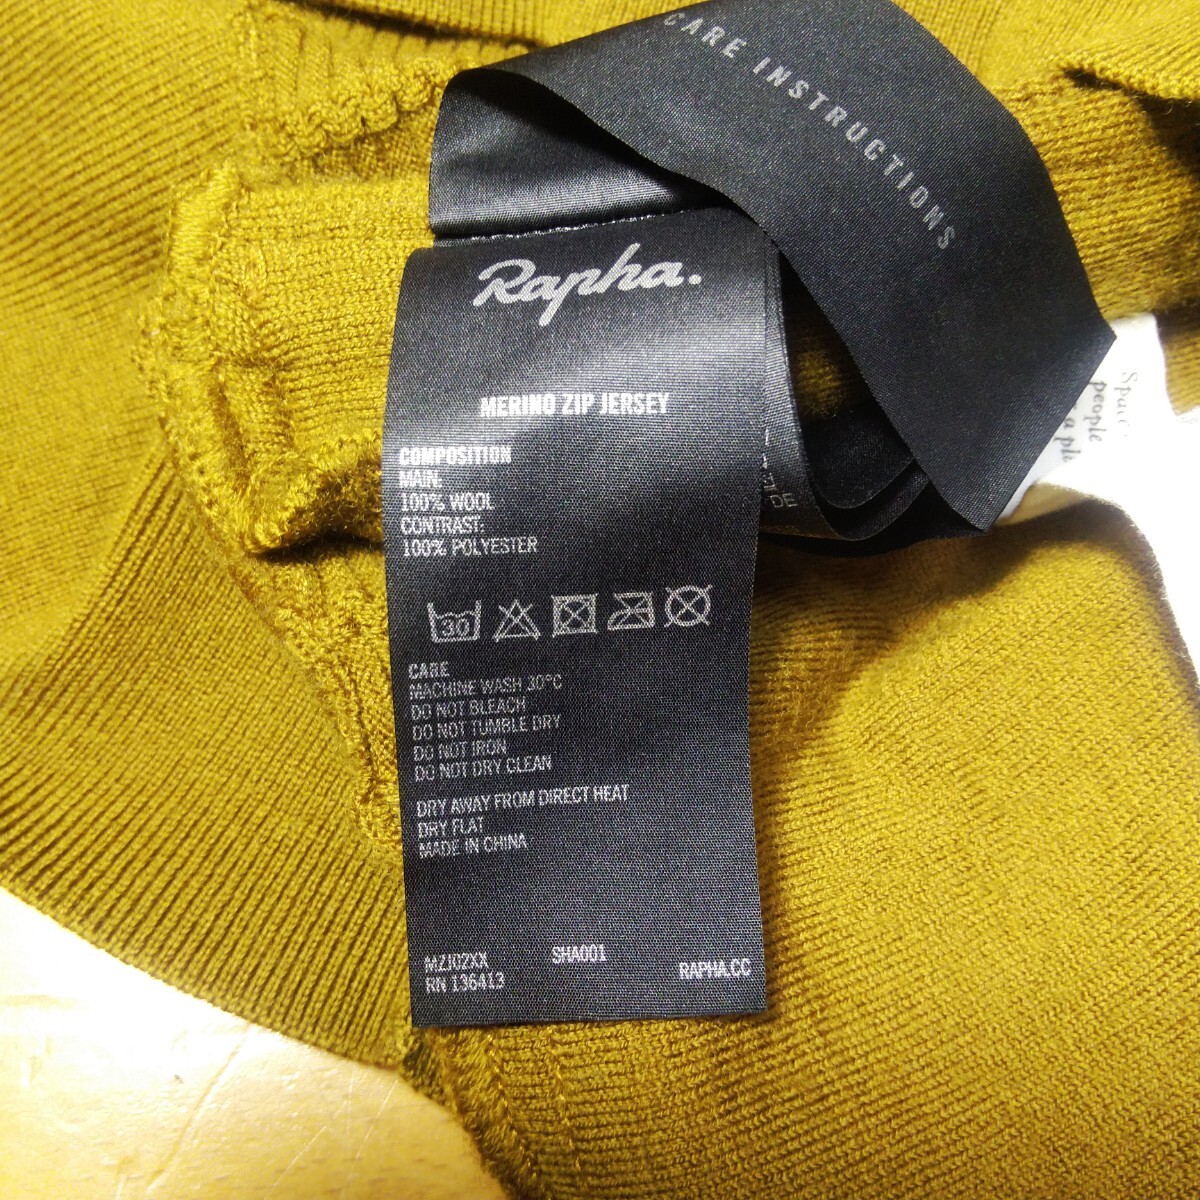 CARE INSTRUCTIONS
Rapha.
MERINO ZIP JERSEY
COMPOSITION
MAIN:
100% WOOL
CONTRAST:
100% POLYESTER
30
CARE
MACHINE WASH 30°C
DO NOT BLEACH
DO NOT TUMBLE DRY
DO NOT IRON
DO NOT DRY CLEAN
DRY AWAY FROM DIRECT HEAT
DRY FLAT
MADE IN CHINA
MZJ02XX SHA001 RAPHA.CC
RN 136413
DE
people
a